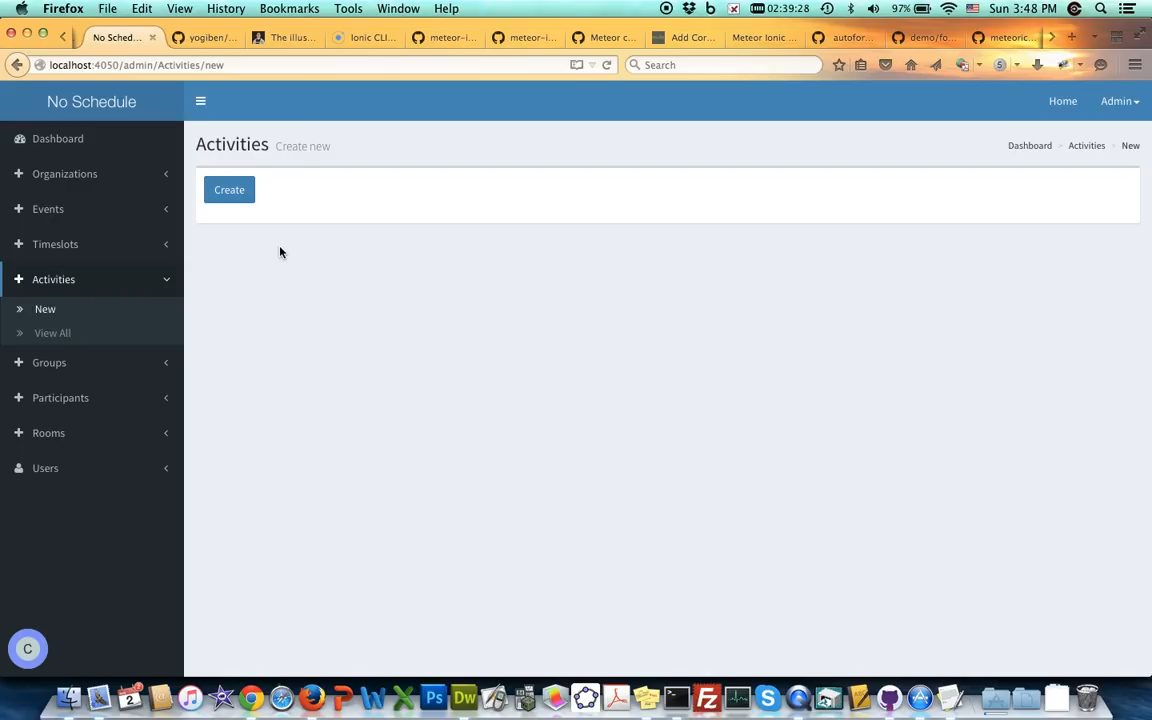 Firefox File Edit View History Bookmarks Tools Window Help 02:39:28 97% Sun 3:48 PM
No Sched... yogiben/... The illus... Ionic CLI... meteor-i... meteor-i... Meteor c... Add Cor... Meteor Ionic ... autofor... demo/fo... meteoric...
localhost:4050/admin/Activities/new Search
No Schedule Home Admin
Dashboard
Activities Create new Dashboard Activities New
Organizations
Create
Events
Timeslots
Activities
New
View All
Groups
Participants
Rooms
Users
C